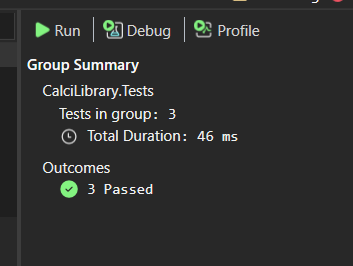 Run Debug Profile
Group Summary
CalciLibrary.Tests
Tests in group: 3
Total Duration: 46 ms
Outcomes
3 Passed